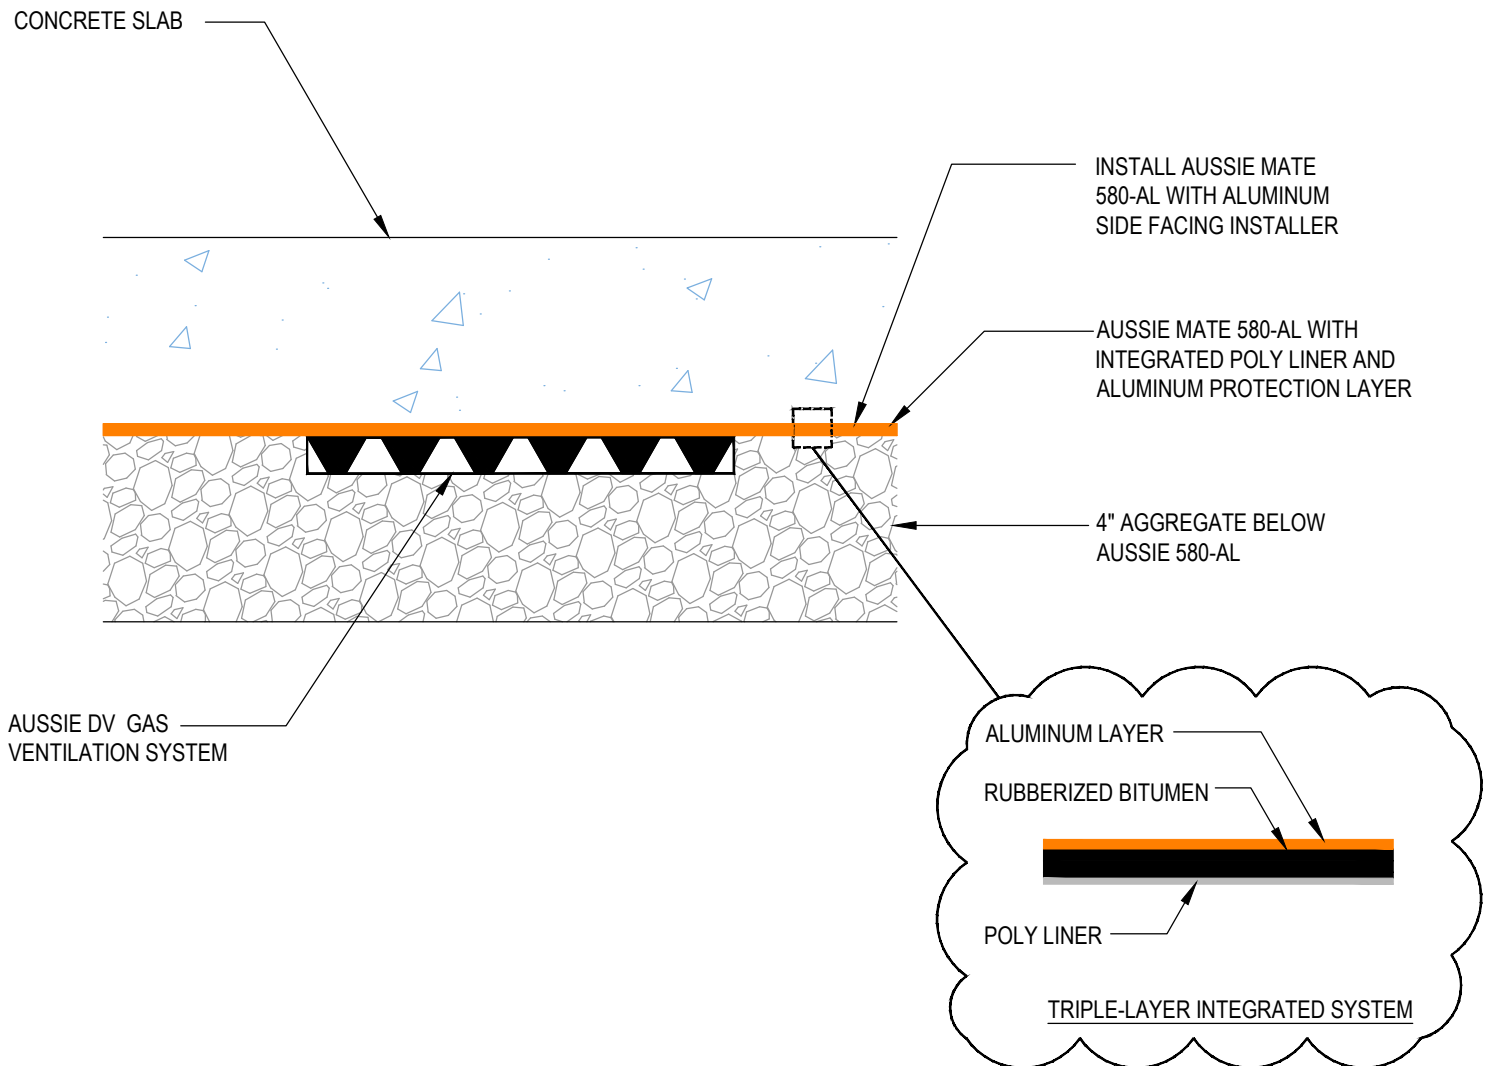 CONCRETE SLAB
INSTALL AUSSIE MATE
580-AL WITH ALUMINUM
SIDE FACING INSTALLER
AUSSIE MATE 580-AL WITH
INTEGRATED POLY LINER AND
ALUMINUM PROTECTION LAYER
4" AGGREGATE BELOW
AUSSIE 580-AL
AUSSIE DV GAS
VENTILATION SYSTEM
ALUMINUM LAYER
RUBBERIZED BITUMEN
POLY LINER
TRIPLE-LAYER INTEGRATED SYSTEM